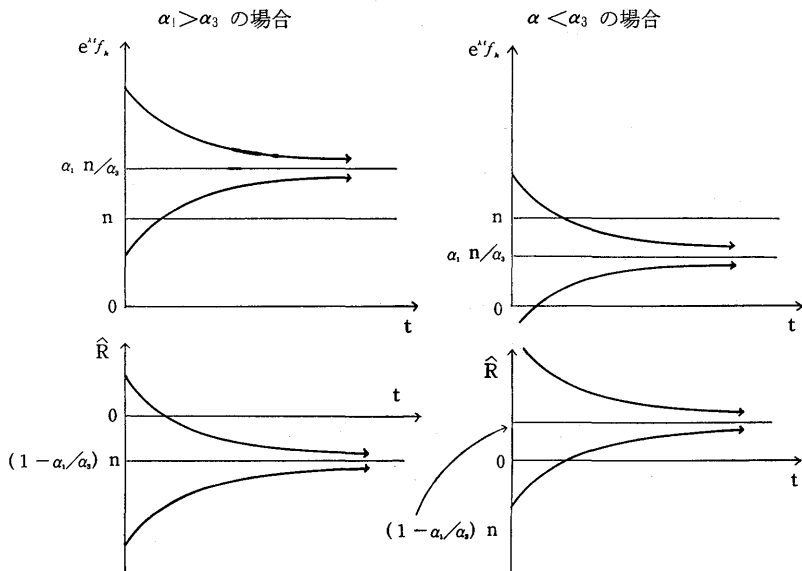 α₁>α₃ の場合
e^{λt}f_k
α₁ n/α₃
n
0
t
R̂
t
0
(1-α₁/α₃) n
α <α₃ の場合
e^{λt}f_k
n
α₁ n/α₃
0
t
R̂
0
t
(1-α₁/α₃) n